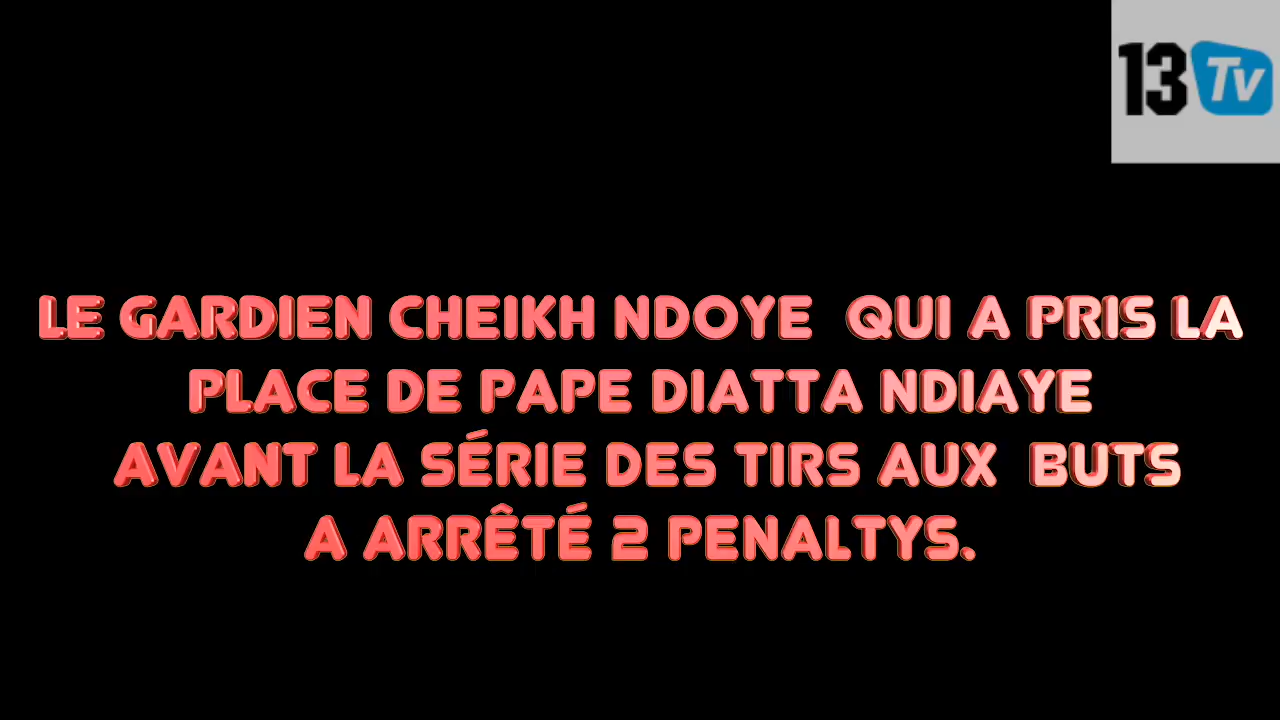 13 Tv
LE GARDIEN CHEIKH NDOYE QUI A PRIS LA
PLACE DE PAPE DIATTA NDIAYE
AVANT LA SÉRIE DES TIRS AUX BUTS
A ARRÊTÉ 2 PENALTYS.